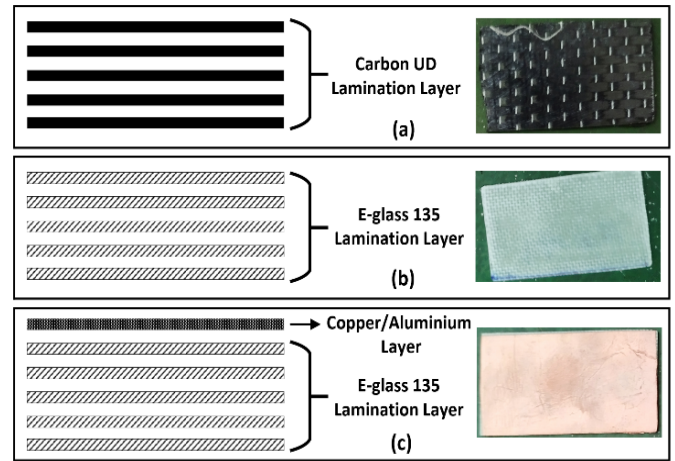 Carbon UD
Lamination Layer
(a)
E-glass 135
Lamination Layer
(b)
Copper/Aluminium
Layer
E-glass 135
Lamination Layer
(c)